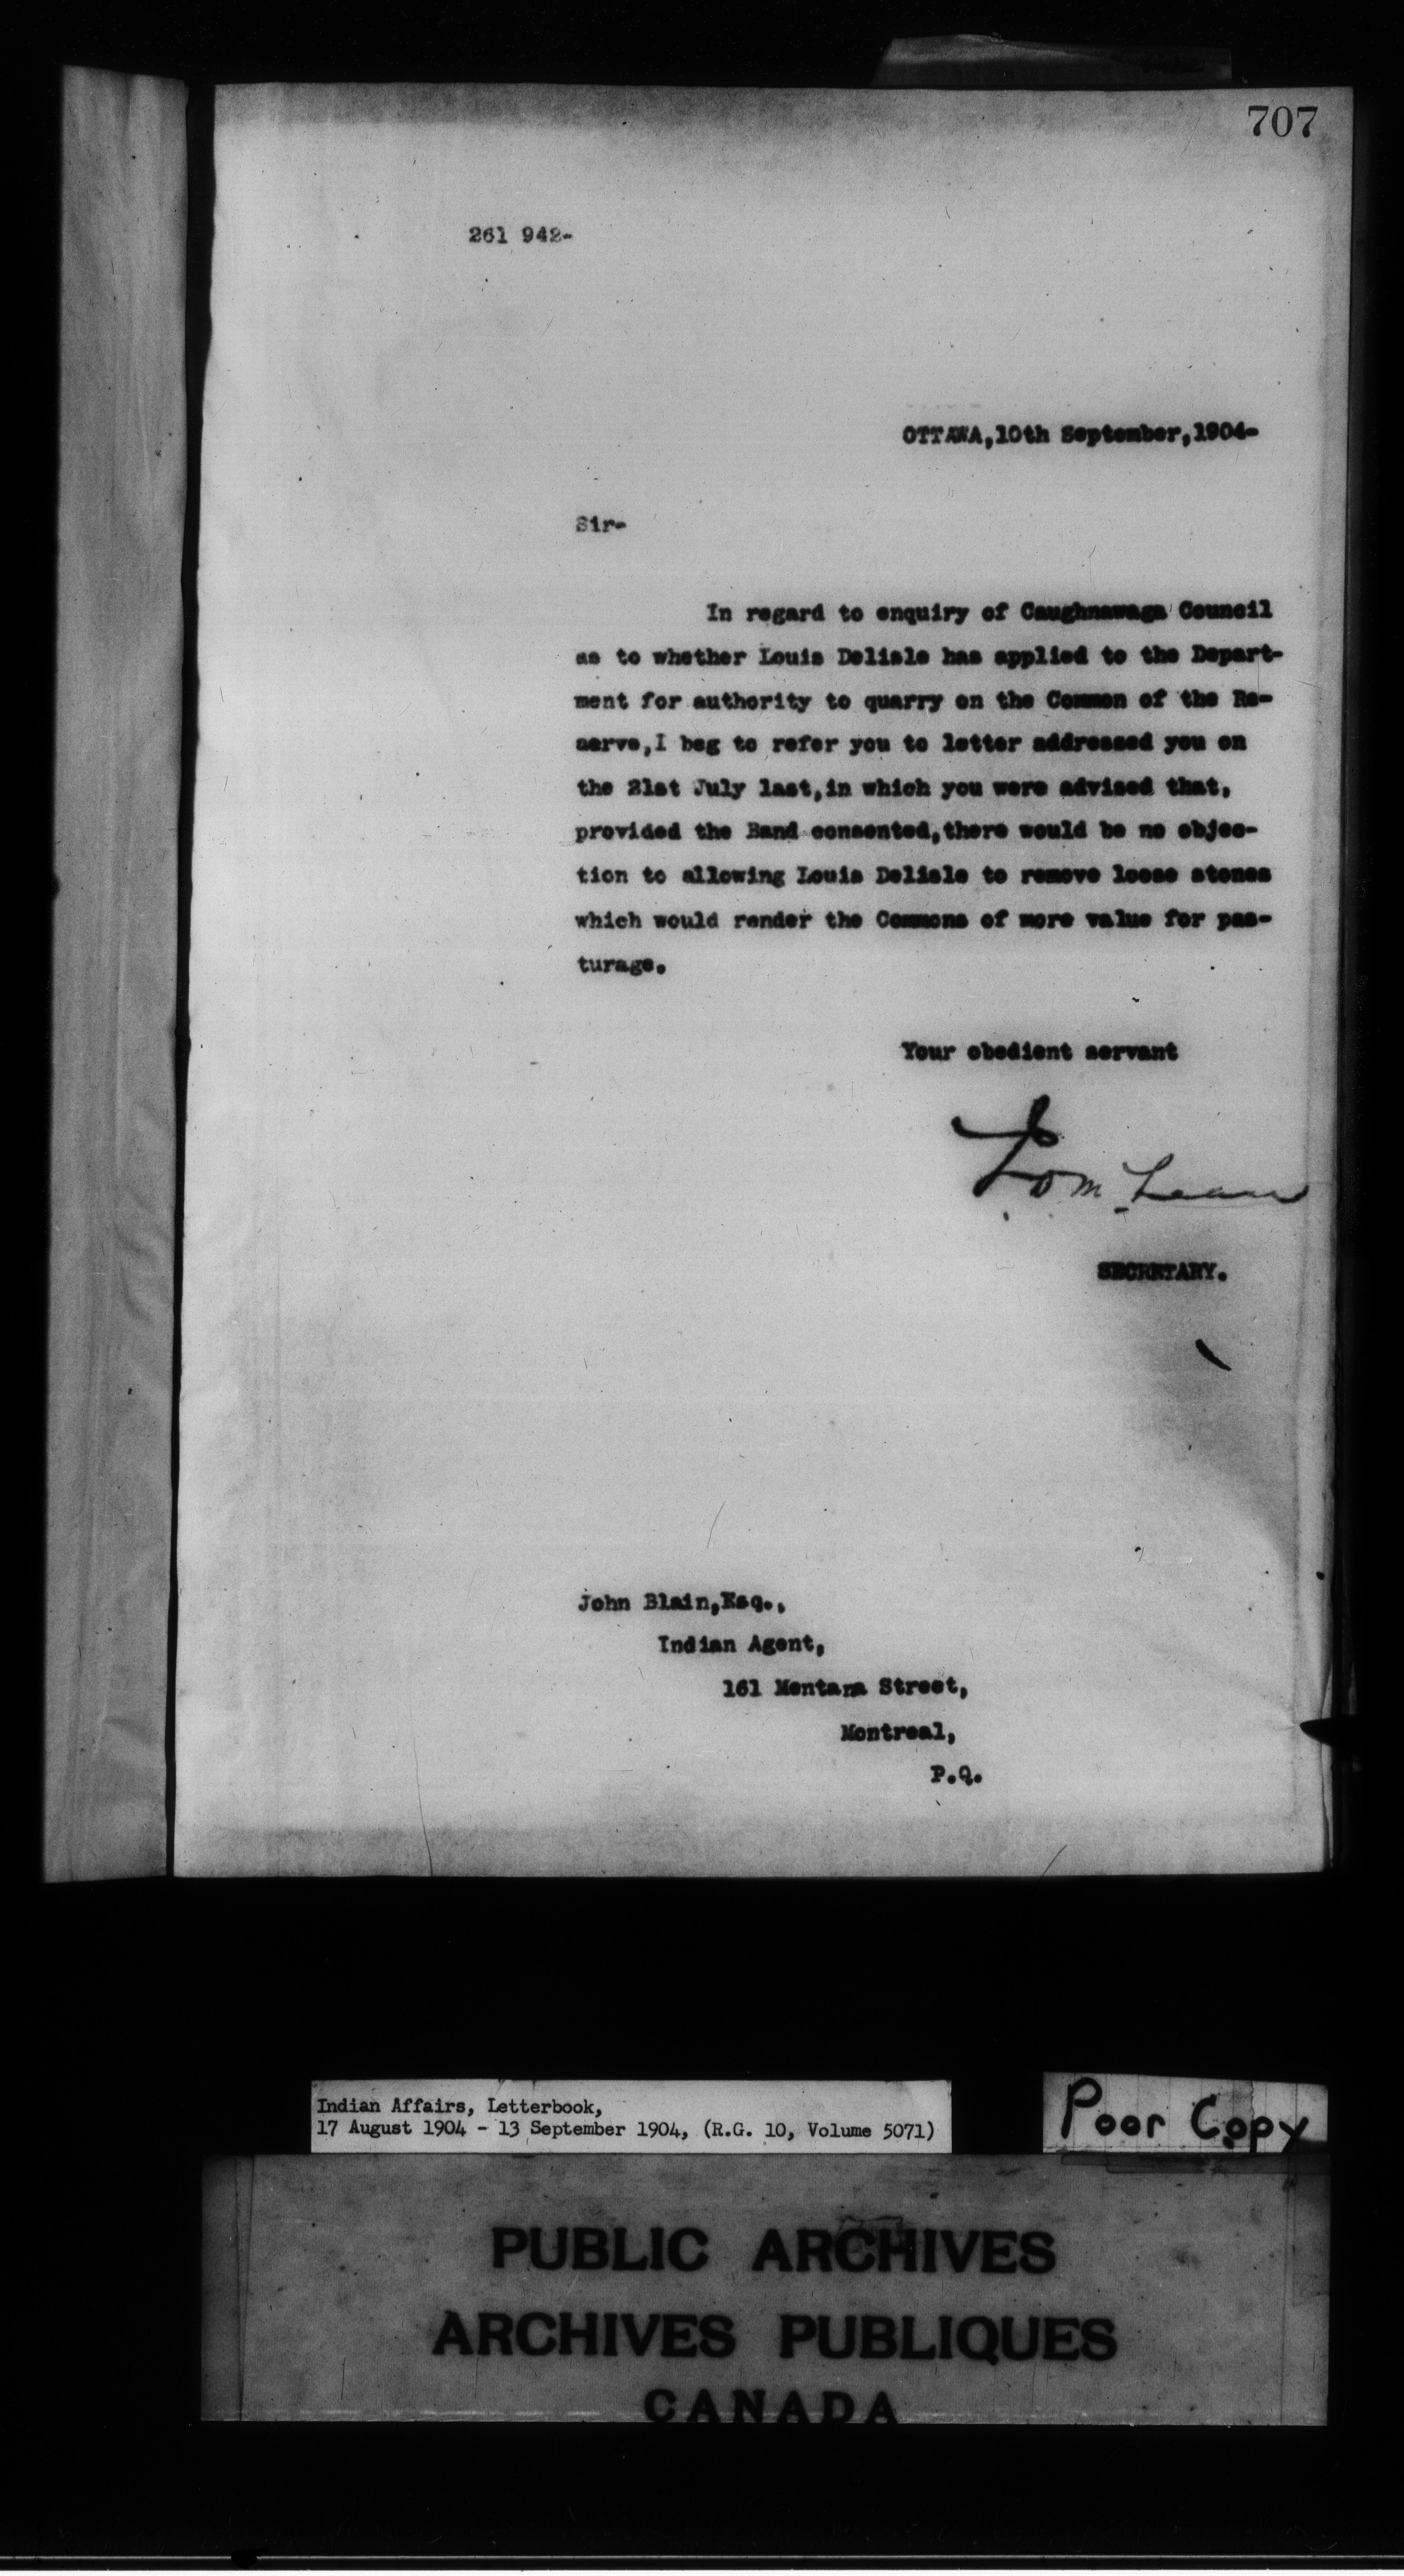 707
261 942-
OTTAWA,10th September,1904-
Sir-
In regard to enquiry of Caughnawaga Council
as to whether Louis Delisle has applied to the Depart-
ment for authority to quarry on the Common of the Re-
serve,I beg to refer you to letter addressed you on
the 21st July last,in which you were advised that,
provided the Band consented,there would be no objec-
tion to allowing Louis Delisle to remove loose stones
which would render the Commons of more value for pas-
turage.
Your obedient servant
SECRETARY.
John Blain,Esq.,
Indian Agent,
161 Mentana Street,
Montreal,
P.Q.
Indian Affairs, Letterbook,
17 August 1904 - 13 September 1904, (R.G. 10, Volume 5071)
Poor Copy
PUBLIC ARCHIVES
ARCHIVES PUBLIQUES
CANADA